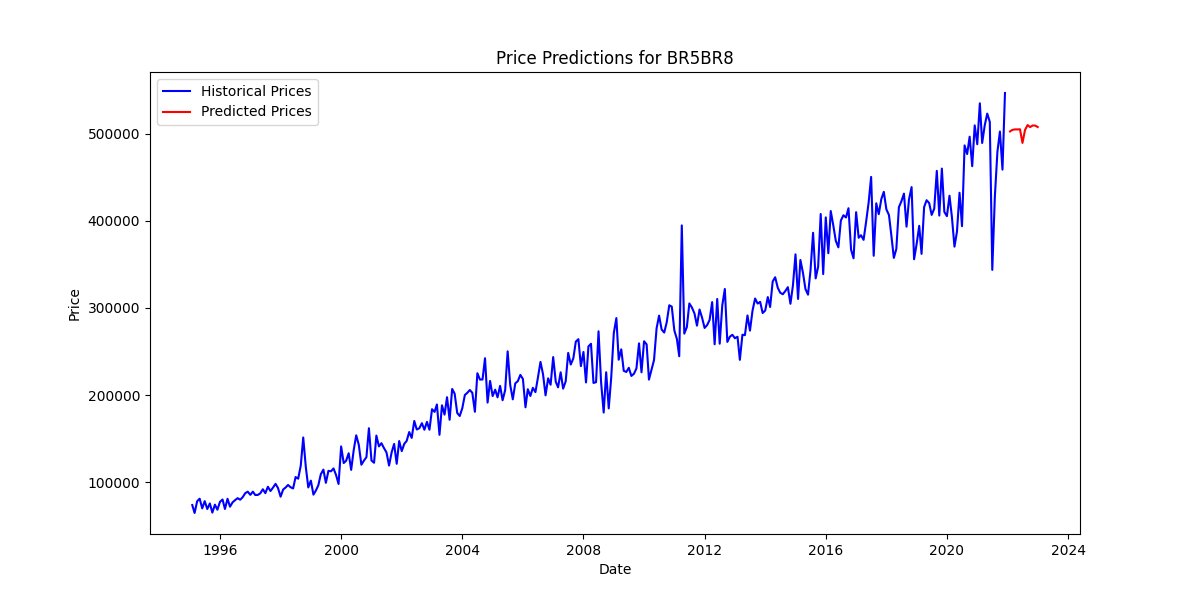 Price Predictions for BR5BR8
Historical Prices
Predicted Prices
500000
400000
300000
200000
100000
Price
1996 2000 2004 2008 2012 2016 2020 2024
Date